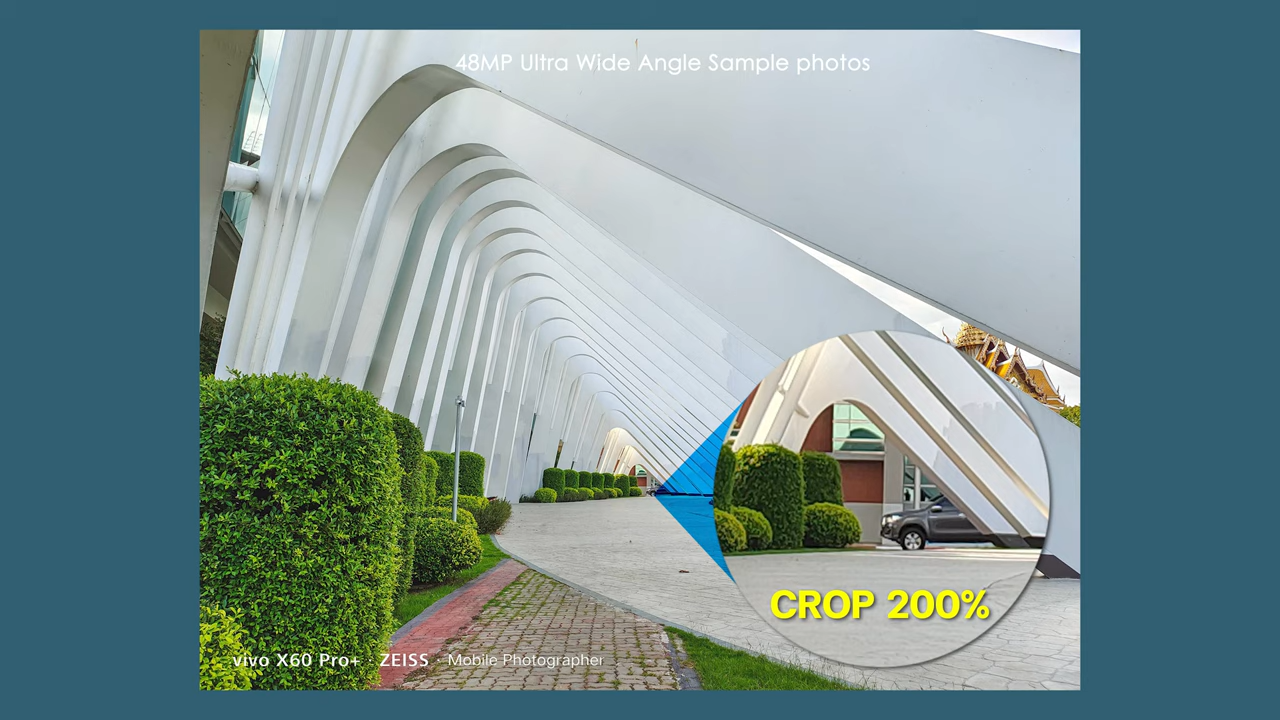 48MP Ultra Wide Angle Sample photos
CROP 200%
vivo X60 Pro+ · ZEISS · Mobile Photographer